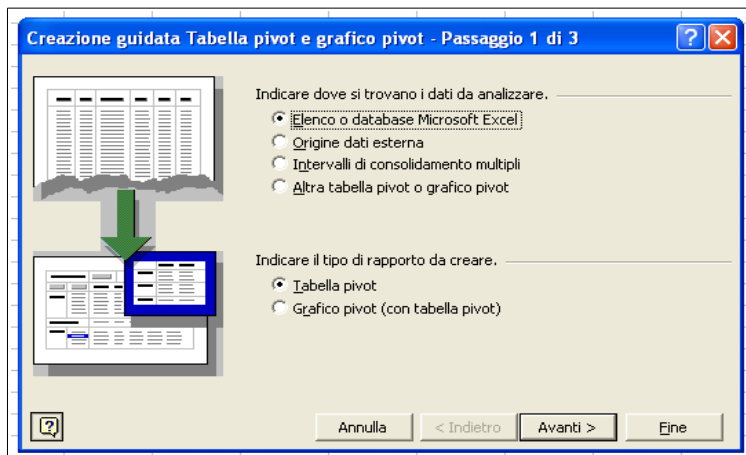 Creazione guidata Tabella pivot e grafico pivot - Passaggio 1 di 3
Indicare dove si trovano i dati da analizzare.
Elenco o database Microsoft Excel
Origine dati esterna
Intervalli di consolidamento multipli
Altra tabella pivot o grafico pivot
Indicare il tipo di rapporto da creare.
Tabella pivot
Grafico pivot (con tabella pivot)
Annulla
< Indietro
Avanti >
Fine